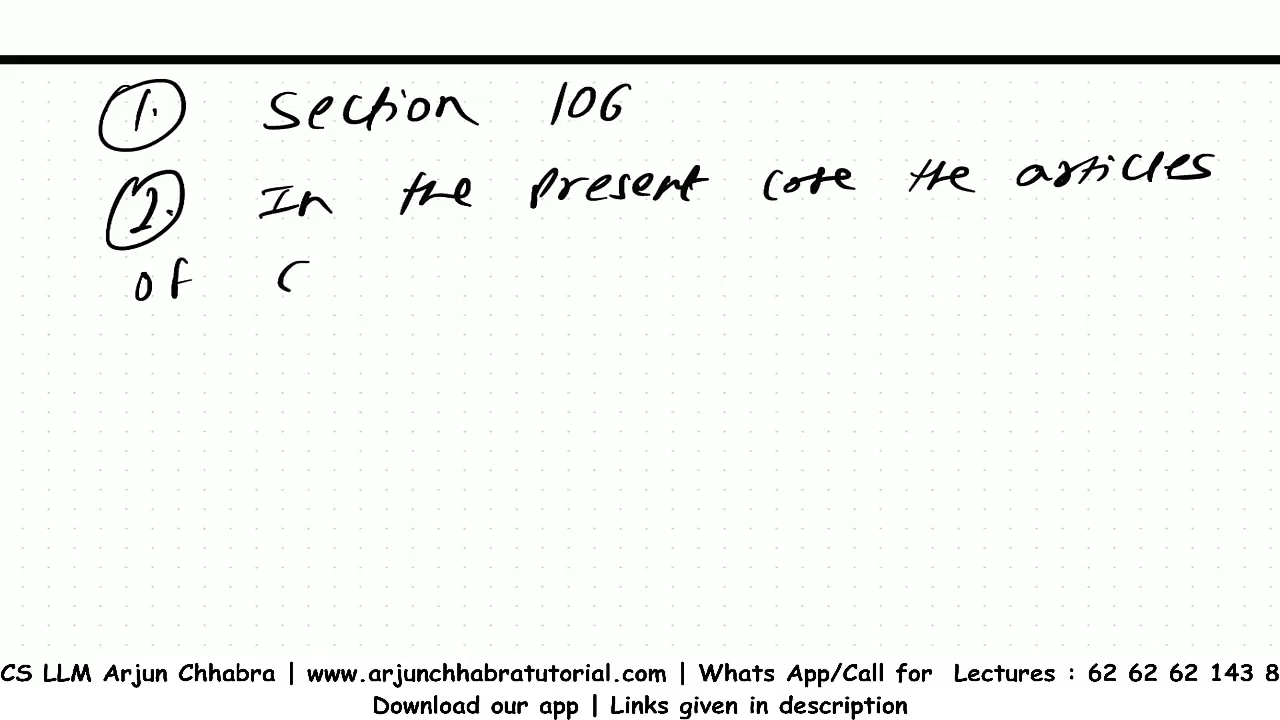 1. Section 106
2. In the present case the articles
of C
CS LLM Arjun Chhabra | www.arjunchhabratutorial.com | Whats App/Call for Lectures : 62 62 62 143 8
Download our app | Links given in description